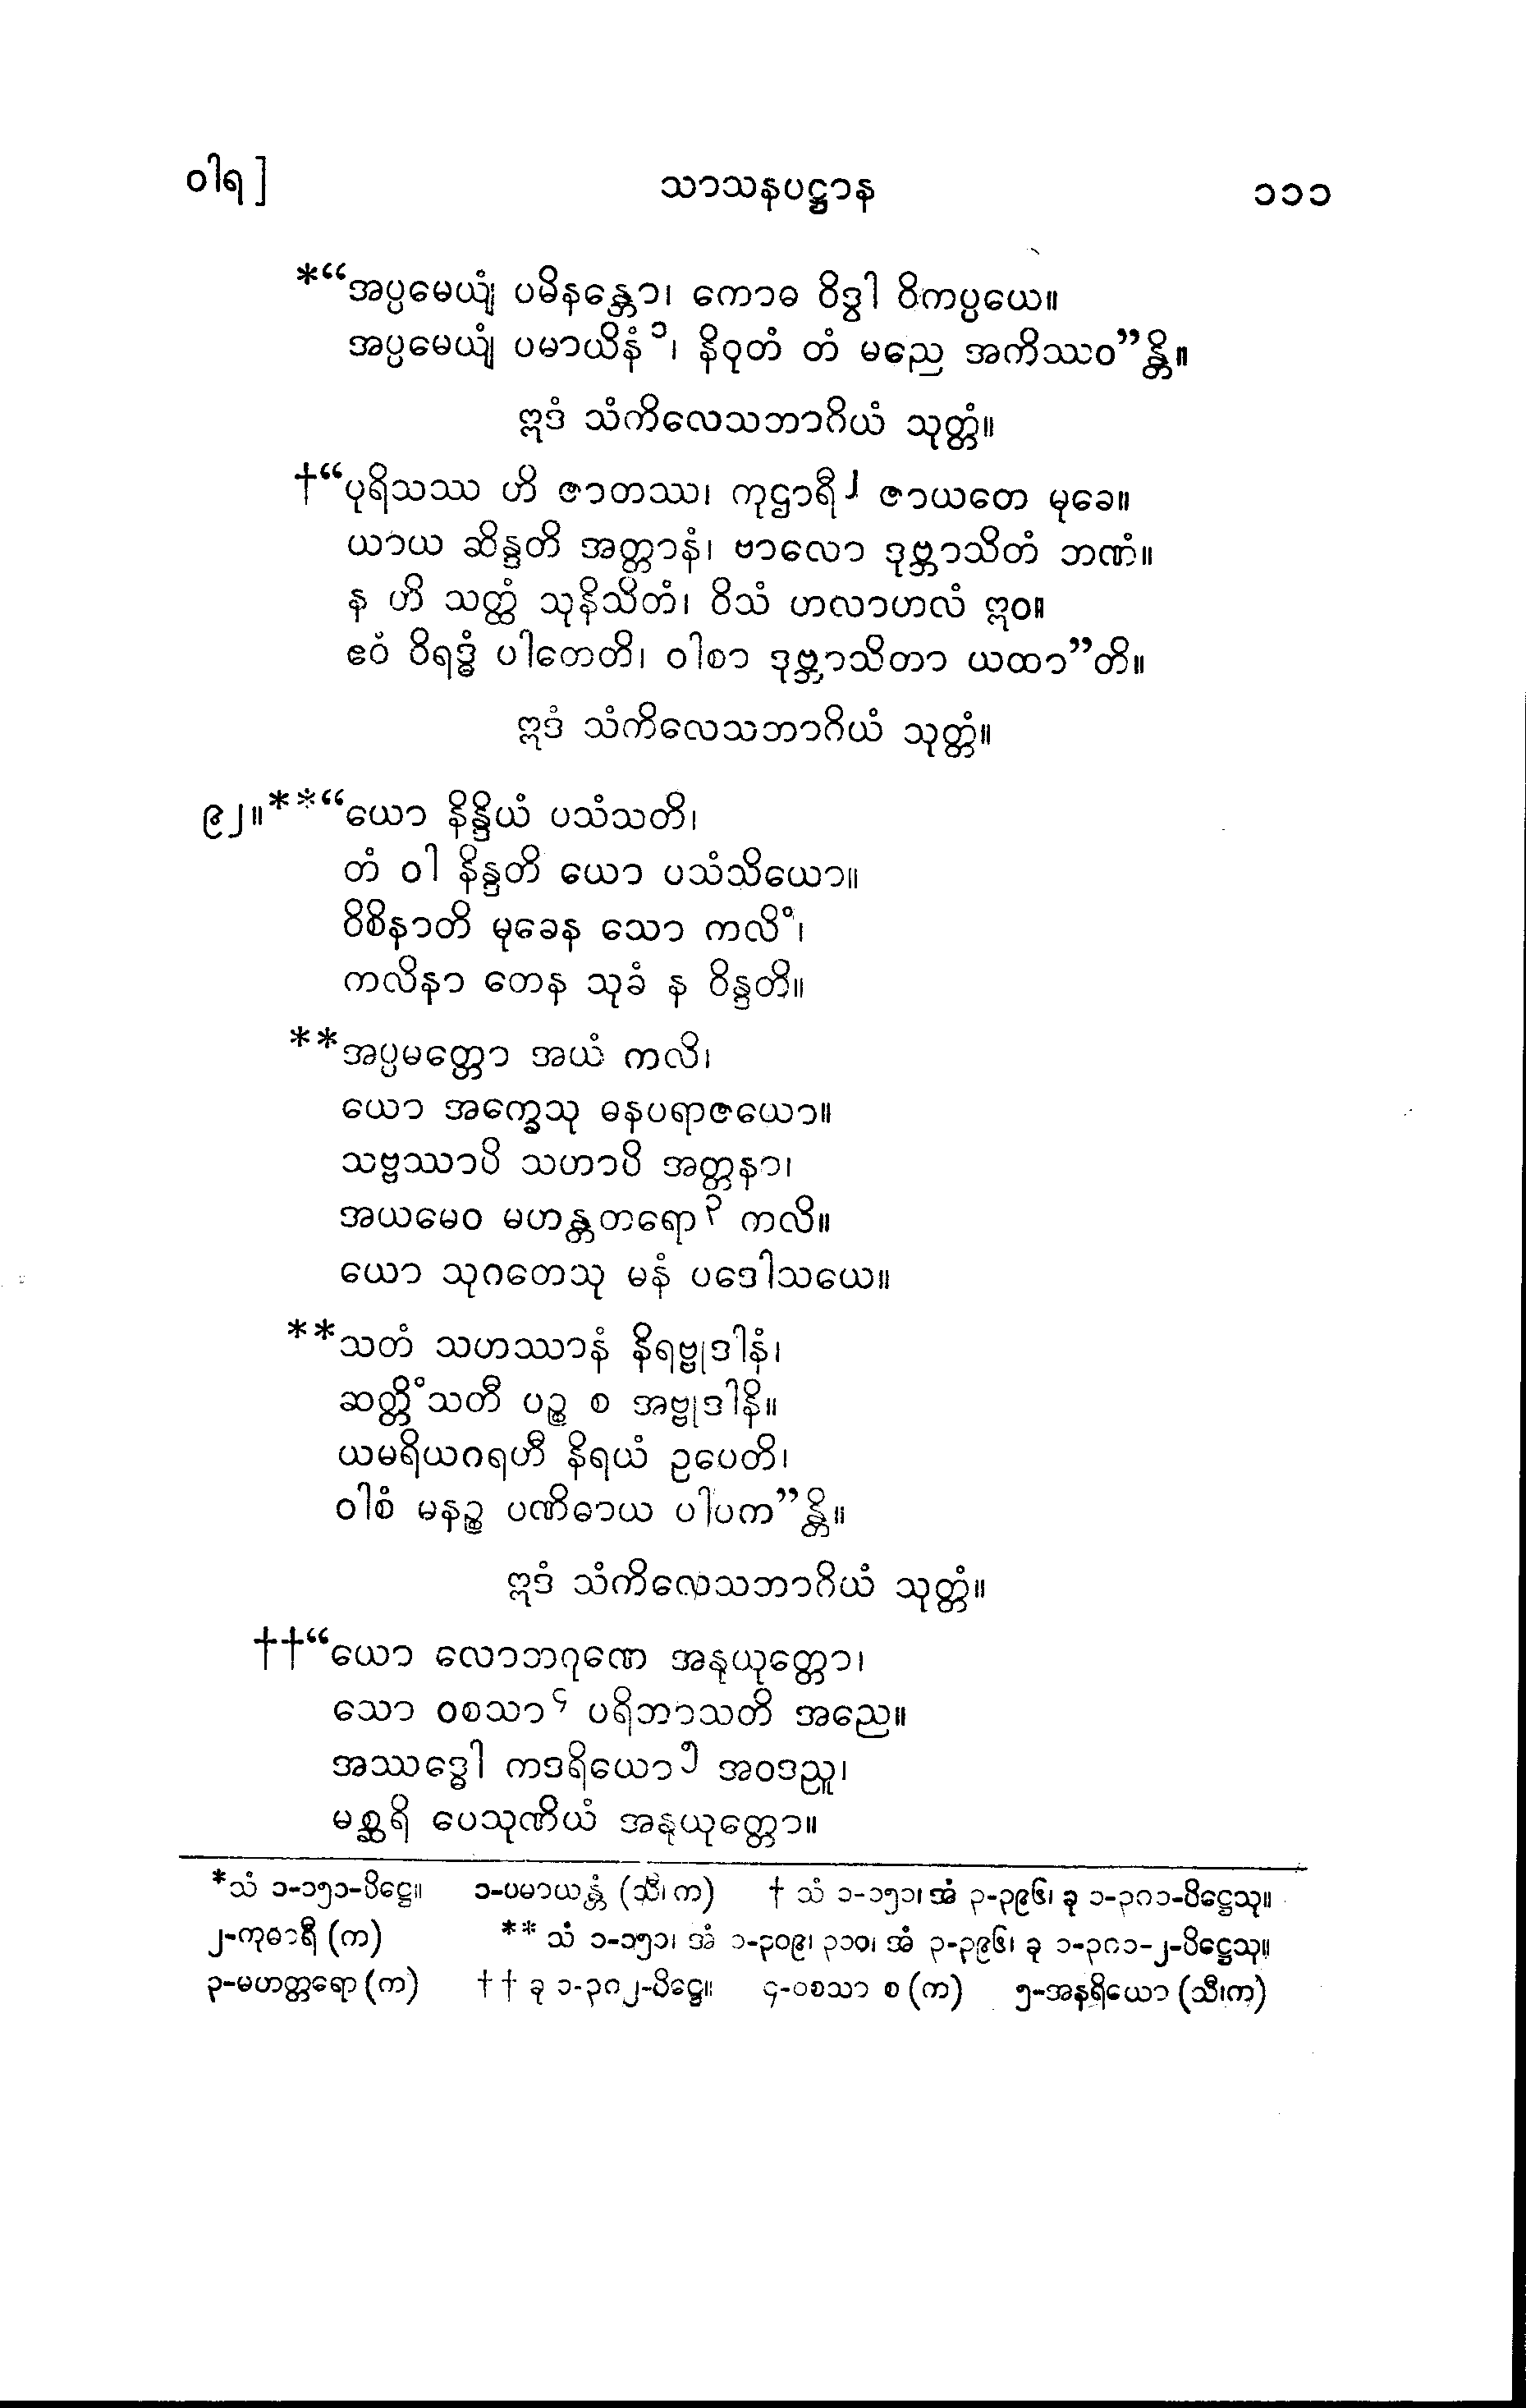 ဝါရ] သာသနပဋ္ဌာန ၁၁၁
*“အပ္ပမေယျံ ပမိနန္တော၊ ကောဓ ဝိဒွါ ဝိကပ္ပယေ။
အပ္ပမေယျံ ပမာယိနံ၁၊ နိဝုတံ တံ မညေ အကိဿဝ”န္တိ။
ဣဒံ သံကိလေသဘာဂိယံ သုတ္တံ။
†“ပုရိသဿ ဟိ ဇာတဿ၊ ကုဌာရီ၂ ဇာယတေ မုခေ။
ယာယ ဆိန္ဒတိ အတ္တာနံ၊ ဗာလော ဒုဗ္ဘာသိတံ ဘဏံ။
န ဟိ သတ္ထံ သုနိသိတံ၊ ဝိသံ ဟလာဟလံ ဣဝ။
ဧဝံ ဝိရဒ္ဓံ ပါတေတိ၊ ဝါစာ ဒုဗ္ဘာသိတာ ယထာ”တိ။
ဣဒံ သံကိလေသဘာဂိယံ သုတ္တံ။
၉၂။**“ယော နိန္ဒိယံ ပသံသတိ၊
တံ ဝါ နိန္ဒတိ ယော ပသံသိယော။
ဝိစိနာတိ မုခေန သော ကလိံ၊
ကလိနာ တေန သုခံ န ဝိန္ဒတိ။
**အပ္ပမတ္တော အယံ ကလိ၊
ယော အက္ခေသု ဓနပရာဇယော။
သဗ္ဗဿာပိ သဟာပိ အတ္တနာ၊
အယမေဝ မဟန္တတရော၃ ကလိ။
ယော သုဂတေသု မနံ ပဒေါသယေ။
**သတံ သဟဿာနံ နိရဗ္ဗုဒါနံ၊
ဆတ္တိံသတီ ပဉ္စ စ အဗ္ဗုဒါနိ။
ယမရိယဂရဟီ နိရယံ ဥပေတိ၊
ဝါစံ မနဉ္စ ပဏိဓာယ ပါပက”န္တိ။
ဣဒံ သံကိလေသဘာဂိယံ သုတ္တံ။
††“ယော လောဘဂုဏေ အနုယုတ္တော၊
သော ဝစသာ၄ ပရိဘာသတိ အညေ။
အဿဒ္ဓေါ ကဒရိယော၅ အဝဒညူ၊
မစ္ဆရိ ပေသုဏိယံ အနုယုတ္တော။
*သံ ၁-၁၅၁-ပိဋ္ဌေ။ ၁-ပမာယန္တံ (သီ၊ က) † သံ ၁-၁၅၁၊ အံ ၃-၃၉၆၊ ခု ၁-၃၈၁-ပိဋ္ဌေသု။
၂-ကုဓာရီ (က) ** သံ ၁-၁၅၁၊ အံ ၁-၃၀၉၊ ၃၁၀၊ အံ ၃-၃၉၆၊ ခု ၁-၃၈၁-၂-ပိဋ္ဌေသု။
၃-မဟတ္တရော (က) †† ခု ၁-၃၈၂-ပိဋ္ဌေ။ ၄-ဝစသာ စ (က) ၅-အနရိယော (သီ၊က)